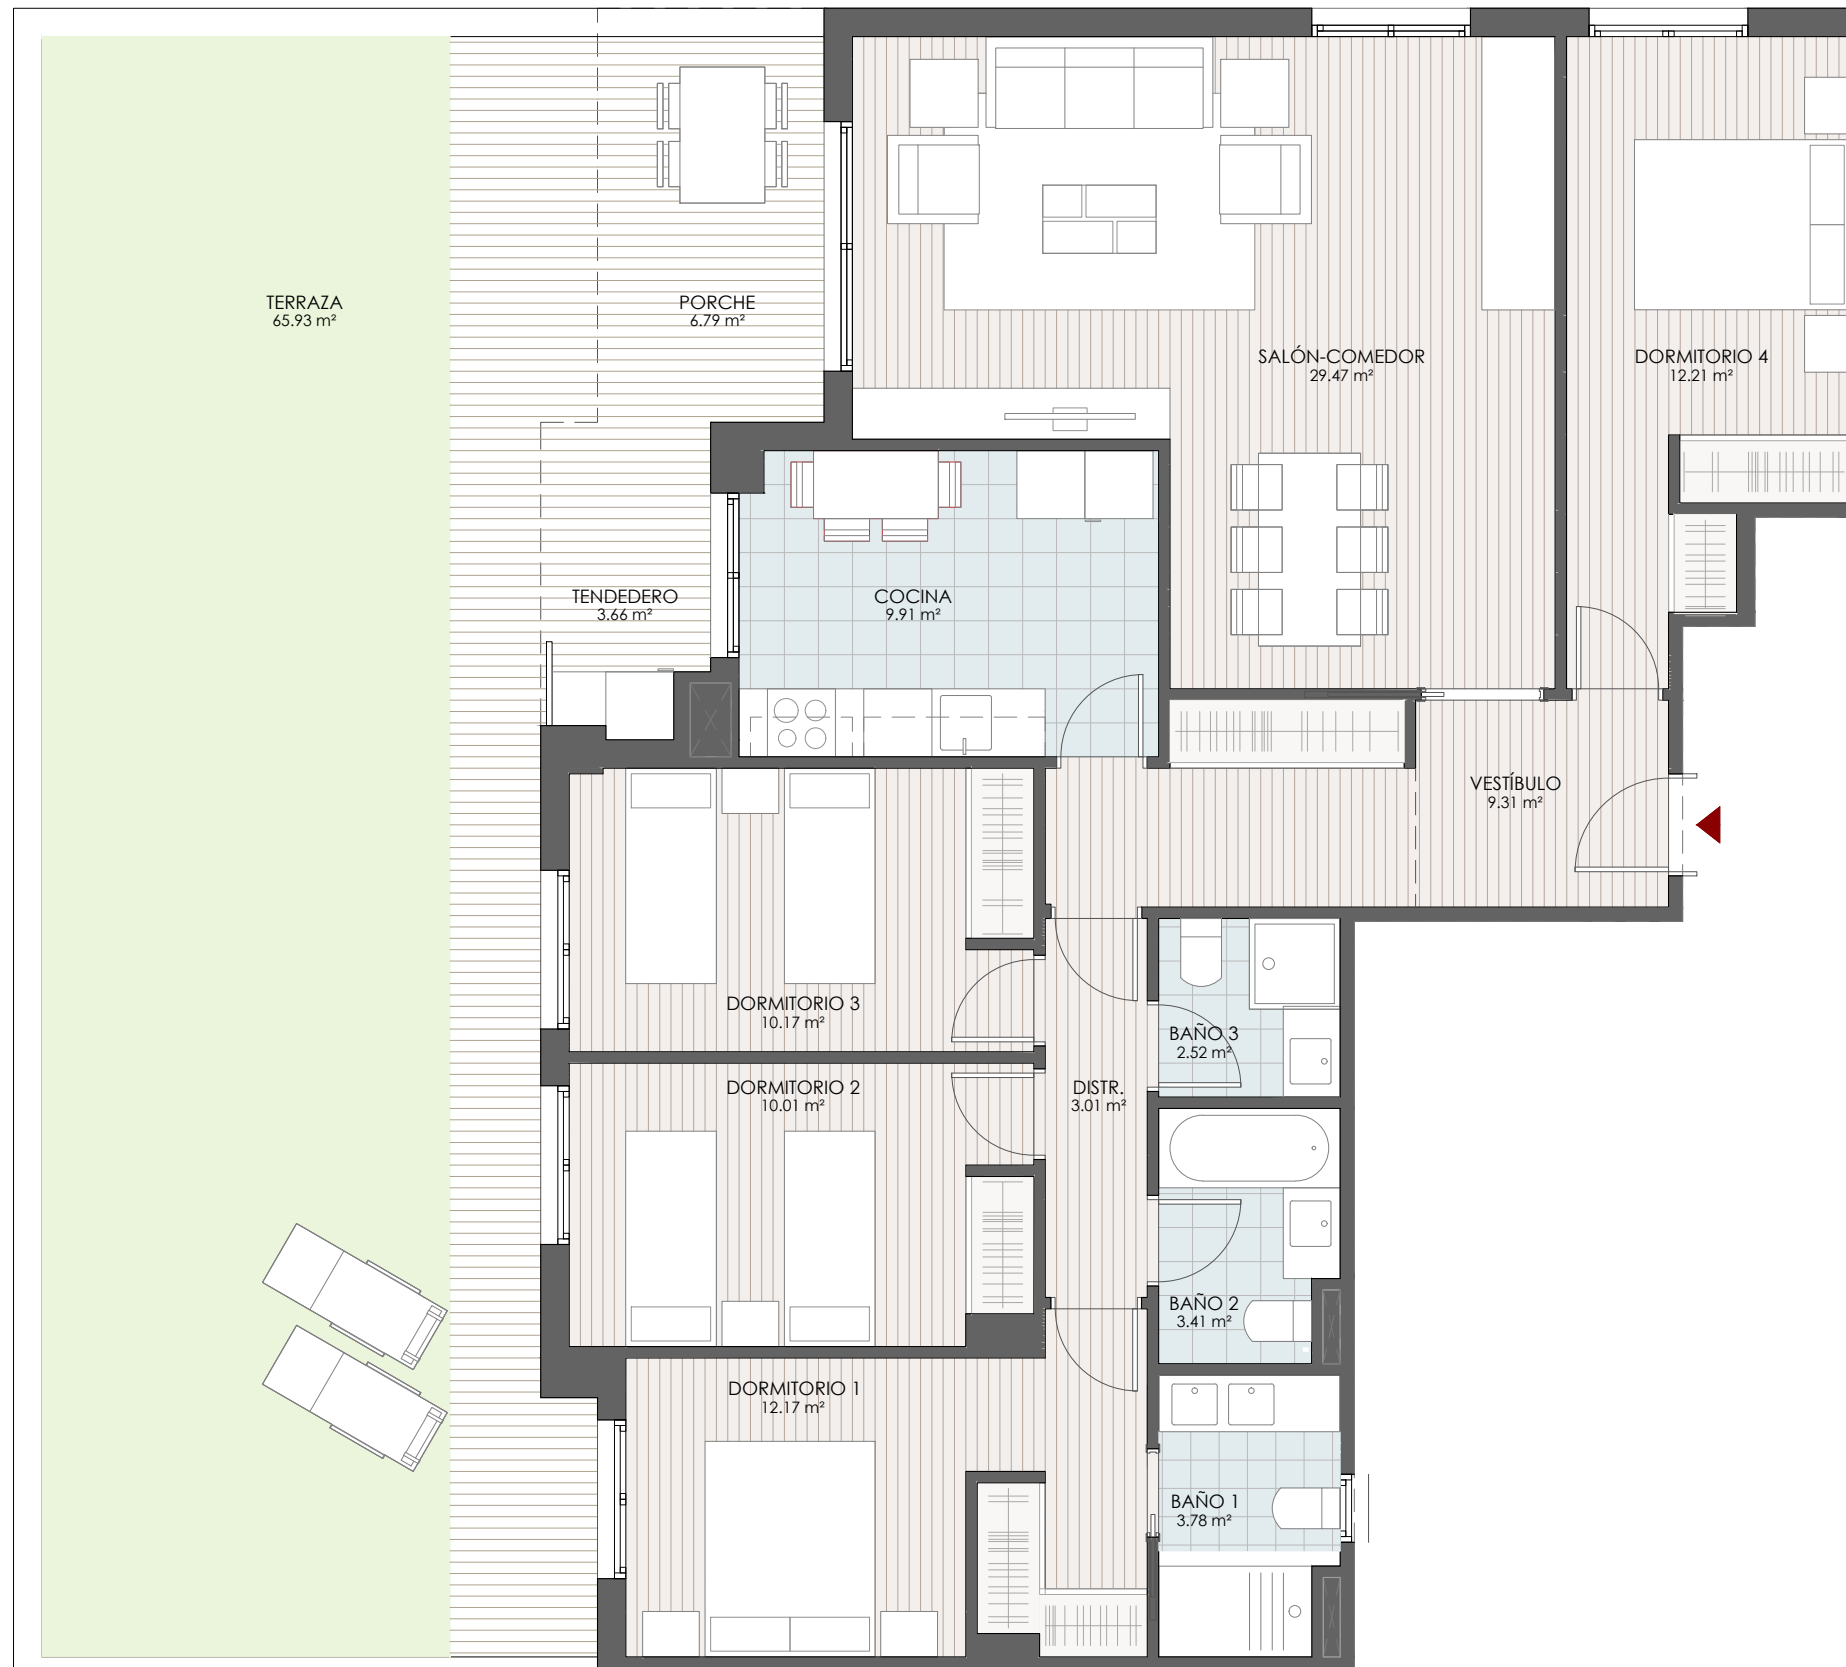 TERRAZA
65.93 m²
PORCHE
6.79 m²
SALÓN-COMEDOR
29.47 m²
DORMITORIO 4
12.21 m²
TENDEDERO
3.66 m²
COCINA
9.91 m²
VESTÍBULO
9.31 m²
DORMITORIO 3
10.17 m²
BAÑO 3
2.52 m²
DORMITORIO 2
10.01 m²
DISTR.
3.01 m²
BAÑO 2
3.41 m²
DORMITORIO 1
12.17 m²
BAÑO 1
3.78 m²